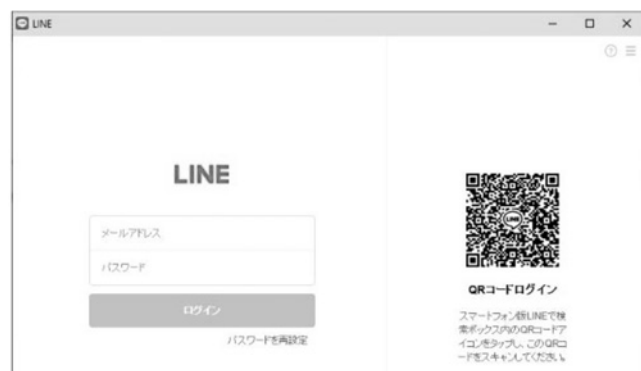 LINE
LINE
メールアドレス
パスワード
ログイン
パスワードを再設定
LINE
QRコードログイン
スマートフォン版LINEで検
索ボックス内のQRコードア
イコンをタップし、このQRコ
ードをスキャンしてください。